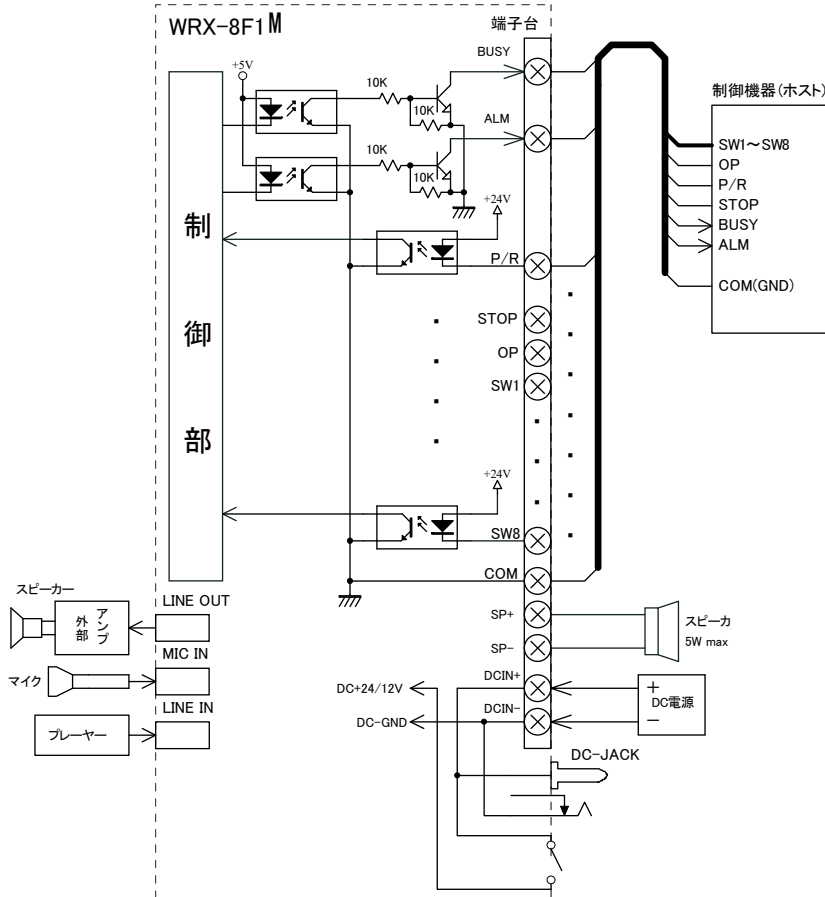 WRX-8F1M
端子台
BUSY
+5V
10K
10K
ALM
10K
10K
+24V
制御機器(ホスト)
SW1～SW8
OP
P/R
STOP
BUSY
ALM
COM(GND)
制御部
P/R
STOP
OP
SW1
+24V
SW8
COM
スピーカー
外部アンプ
LINE OUT
マイク
MIC IN
プレーヤー
LINE IN
SP+
SP-
スピーカ
5W max
DC+24/12V
DC-GND
DCIN+
DCIN-
+
DC電源
−
DC-JACK